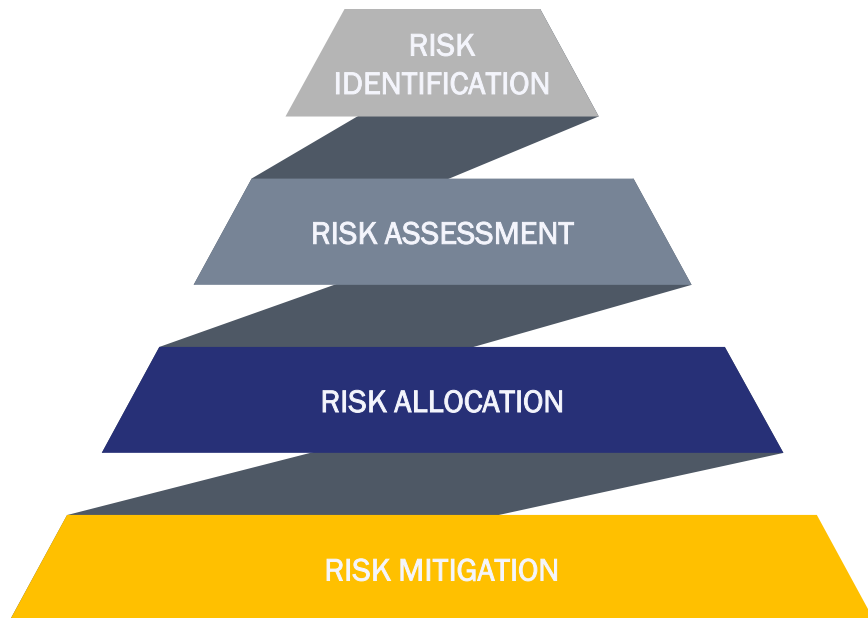 RISK
IDENTIFICATION
RISK ASSESSMENT
RISK ALLOCATION
RISK MITIGATION